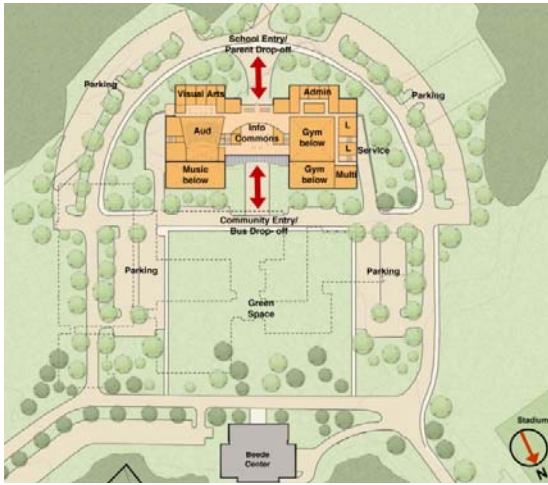 School Entry/
Parent Drop-off
Parking
Parking
Visual Arts
Admin
Aud
Info
Commons
Gym
below
L
L
Service
Music
below
Gym
below
Multi
Community Entry/
Bus Drop-off
Parking
Parking
Green
Space
Stadium
Beede
Center
N